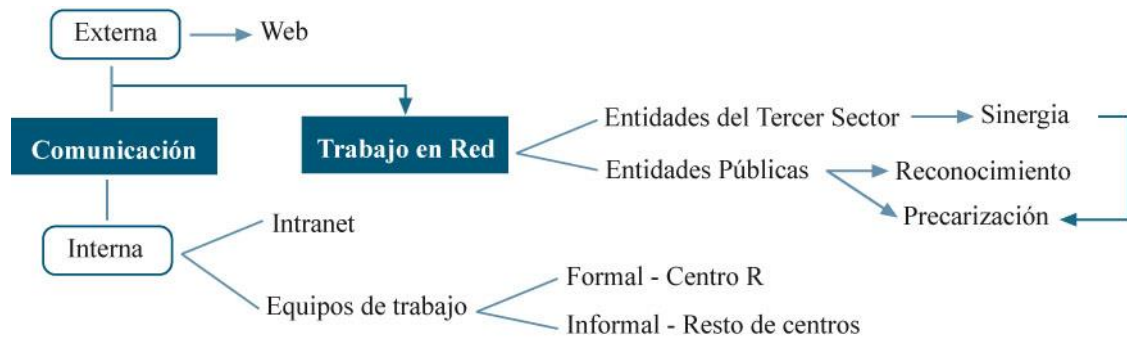 Externa
Web
Comunicación
Trabajo en Red
Entidades del Tercer Sector
Sinergia
Entidades Públicas
Reconocimiento
Precarización
Interna
Intranet
Equipos de trabajo
Formal - Centro R
Informal - Resto de centros